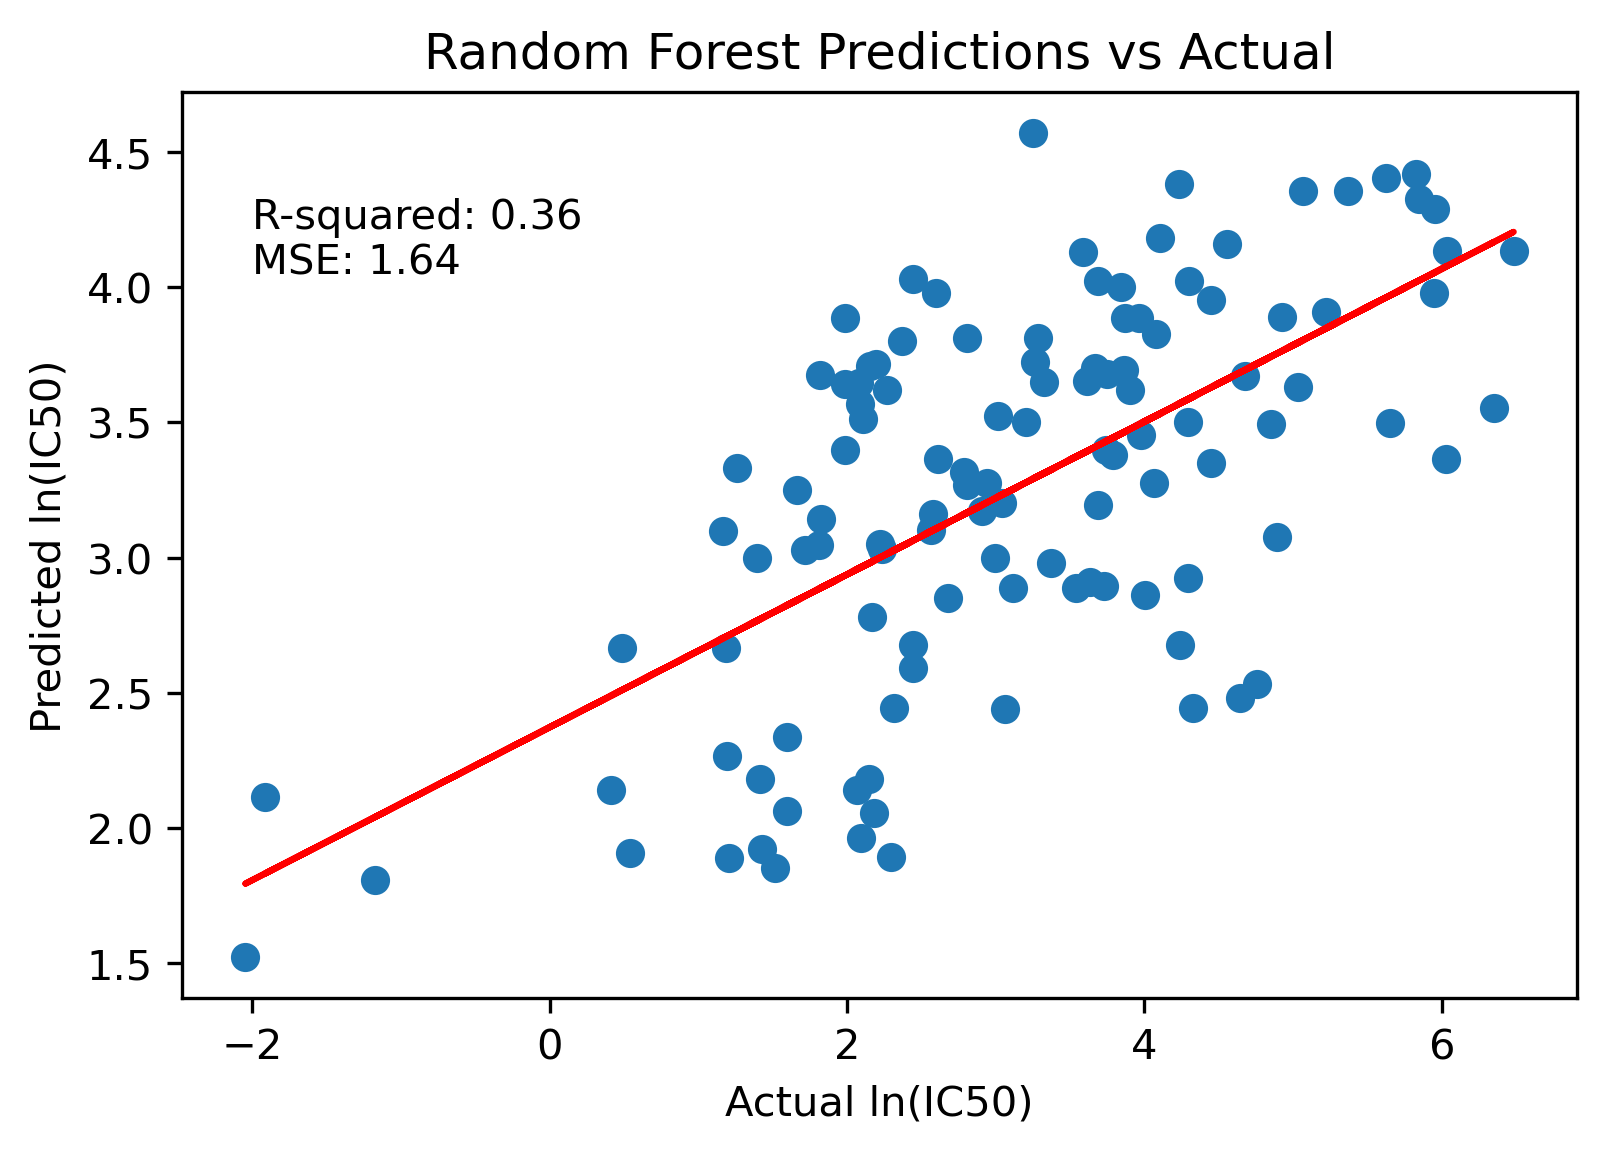 Random Forest Predictions vs Actual
R-squared: 0.36
MSE: 1.64
Predicted ln(IC50)
4.5
4.0
3.5
3.0
2.5
2.0
1.5
−2 0 2 4 6
Actual ln(IC50)